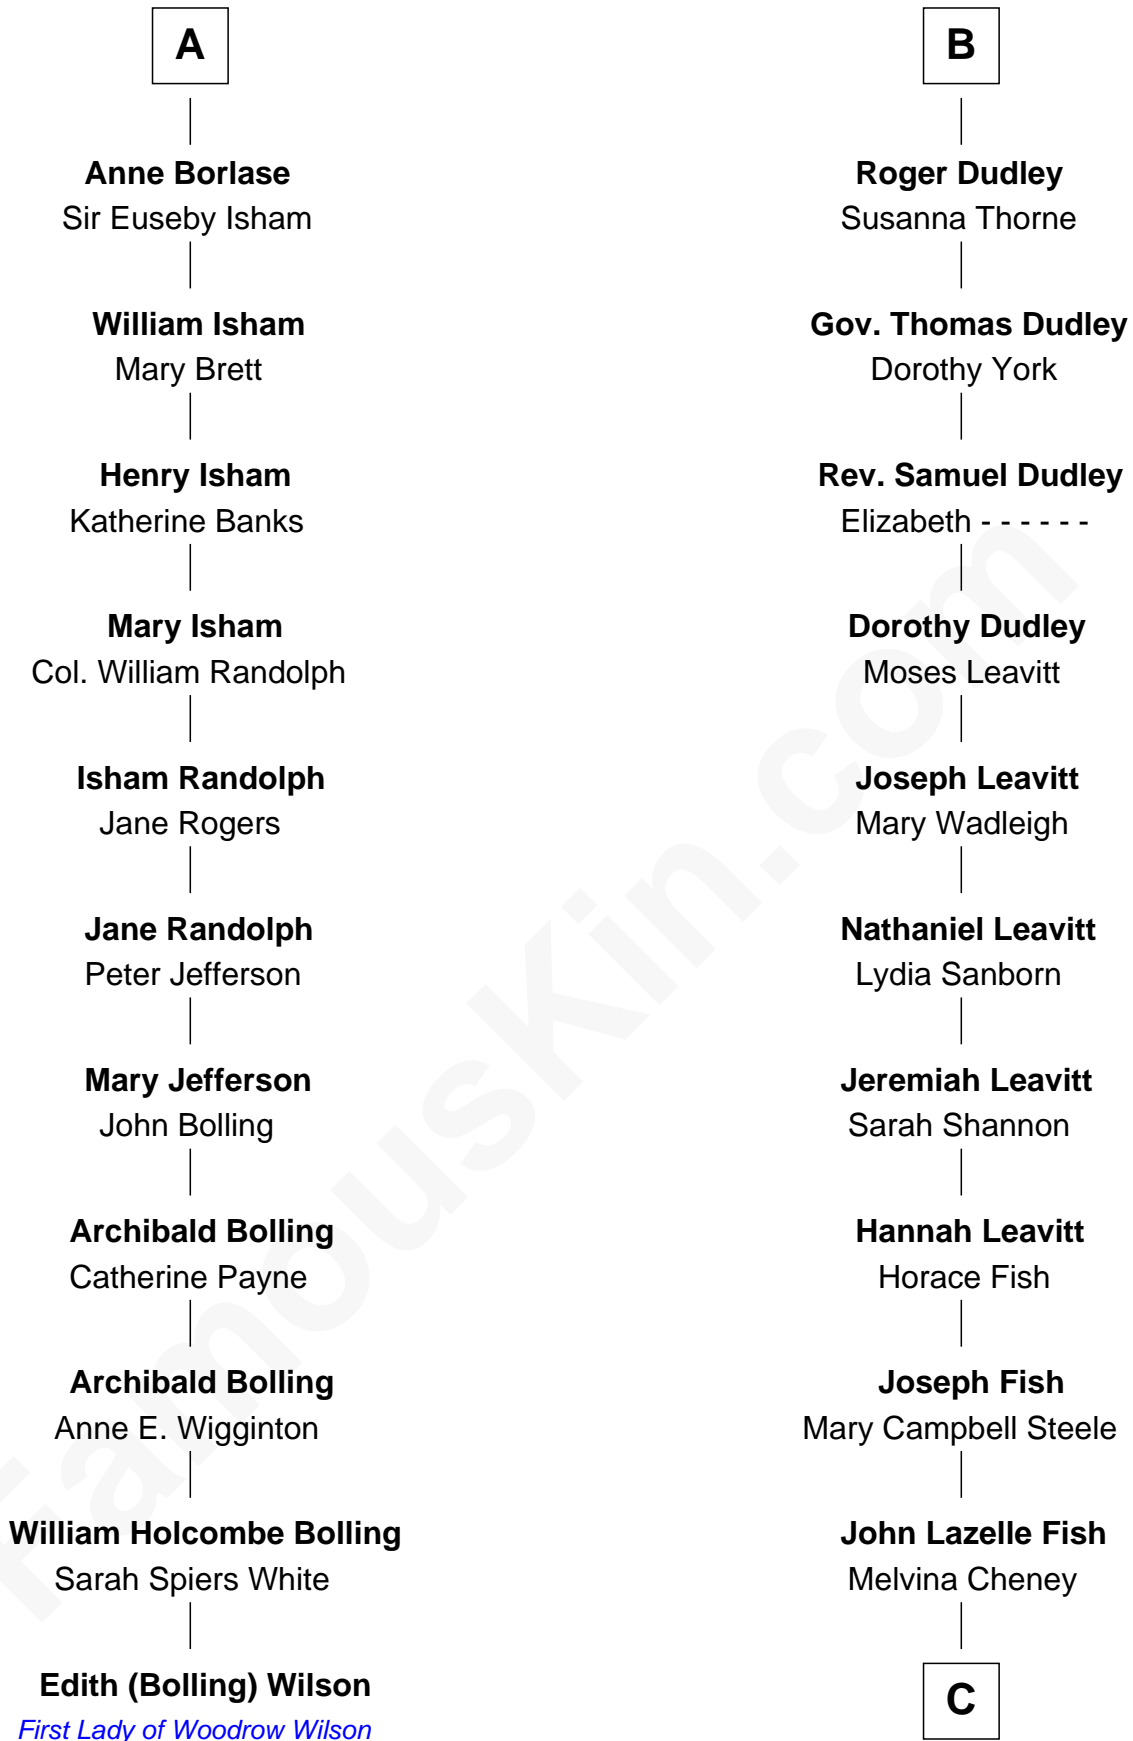 A
Anne Borlase
Sir Euseby Isham
William Isham
Mary Brett
Henry Isham
Katherine Banks
Mary Isham
Col. William Randolph
Isham Randolph
Jane Rogers
Jane Randolph
Peter Jefferson
Mary Jefferson
John Bolling
Archibald Bolling
Catherine Payne
Archibald Bolling
Anne E. Wigginton
William Holcombe Bolling
Sarah Spiers White
Edith (Bolling) Wilson
First Lady of Woodrow Wilson
B
Roger Dudley
Susanna Thorne
Gov. Thomas Dudley
Dorothy York
Rev. Samuel Dudley
Elizabeth - - - - - -
Dorothy Dudley
Moses Leavitt
Joseph Leavitt
Mary Wadleigh
Nathaniel Leavitt
Lydia Sanborn
Jeremiah Leavitt
Sarah Shannon
Hannah Leavitt
Horace Fish
Joseph Fish
Mary Campbell Steele
John Lazelle Fish
Melvina Cheney
C
FamousKin.com